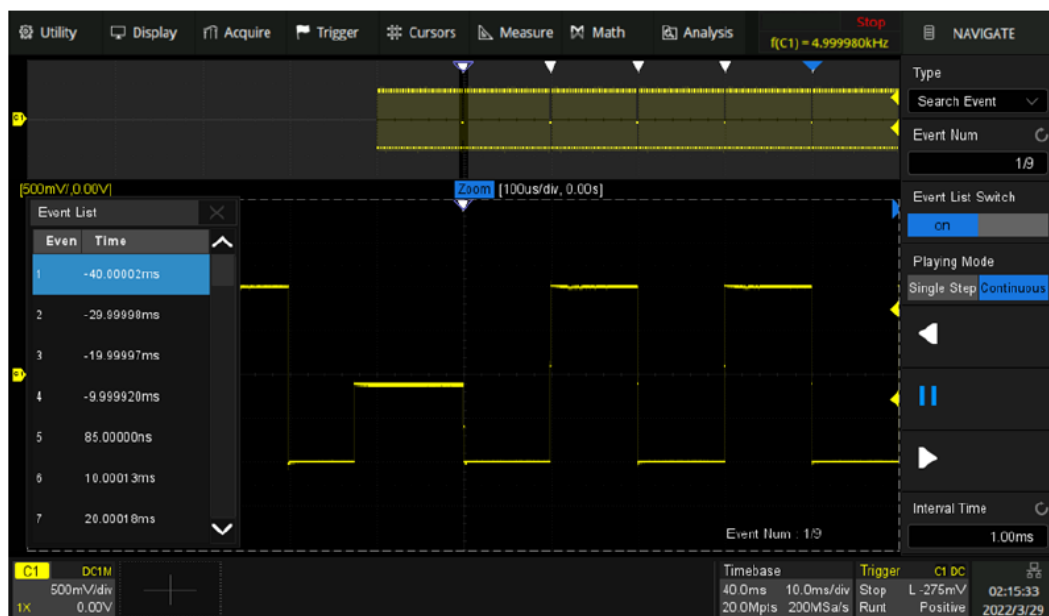 Utility Display Acquire Trigger Cursors Measure Math Analysis
Stop
f(C1) = 4.999980kHz
NAVIGATE
Type
Search Event
Event Num
1/9
C1
[500mV/,0.00V]
Zoom [100us/div, 0.00s]
Event List Switch
on
Event List
Even Time
1 -40.00002ms
2 -29.99998ms
3 -19.99997ms
4 -9.999920ms
5 85.00000ns
6 10.00013ms
7 20.00018ms
Playing Mode
Single Step Continuous
C1
Interval Time
1.00ms
Event Num : 1/9
C1 DC1M
500mV/div
1X 0.00V
Timebase
40.0ms 10.0ms/div
20.0Mpts 200MSa/s
Trigger C1 DC
Stop L -275mV
Runt Positive
02:15:33
2022/3/29